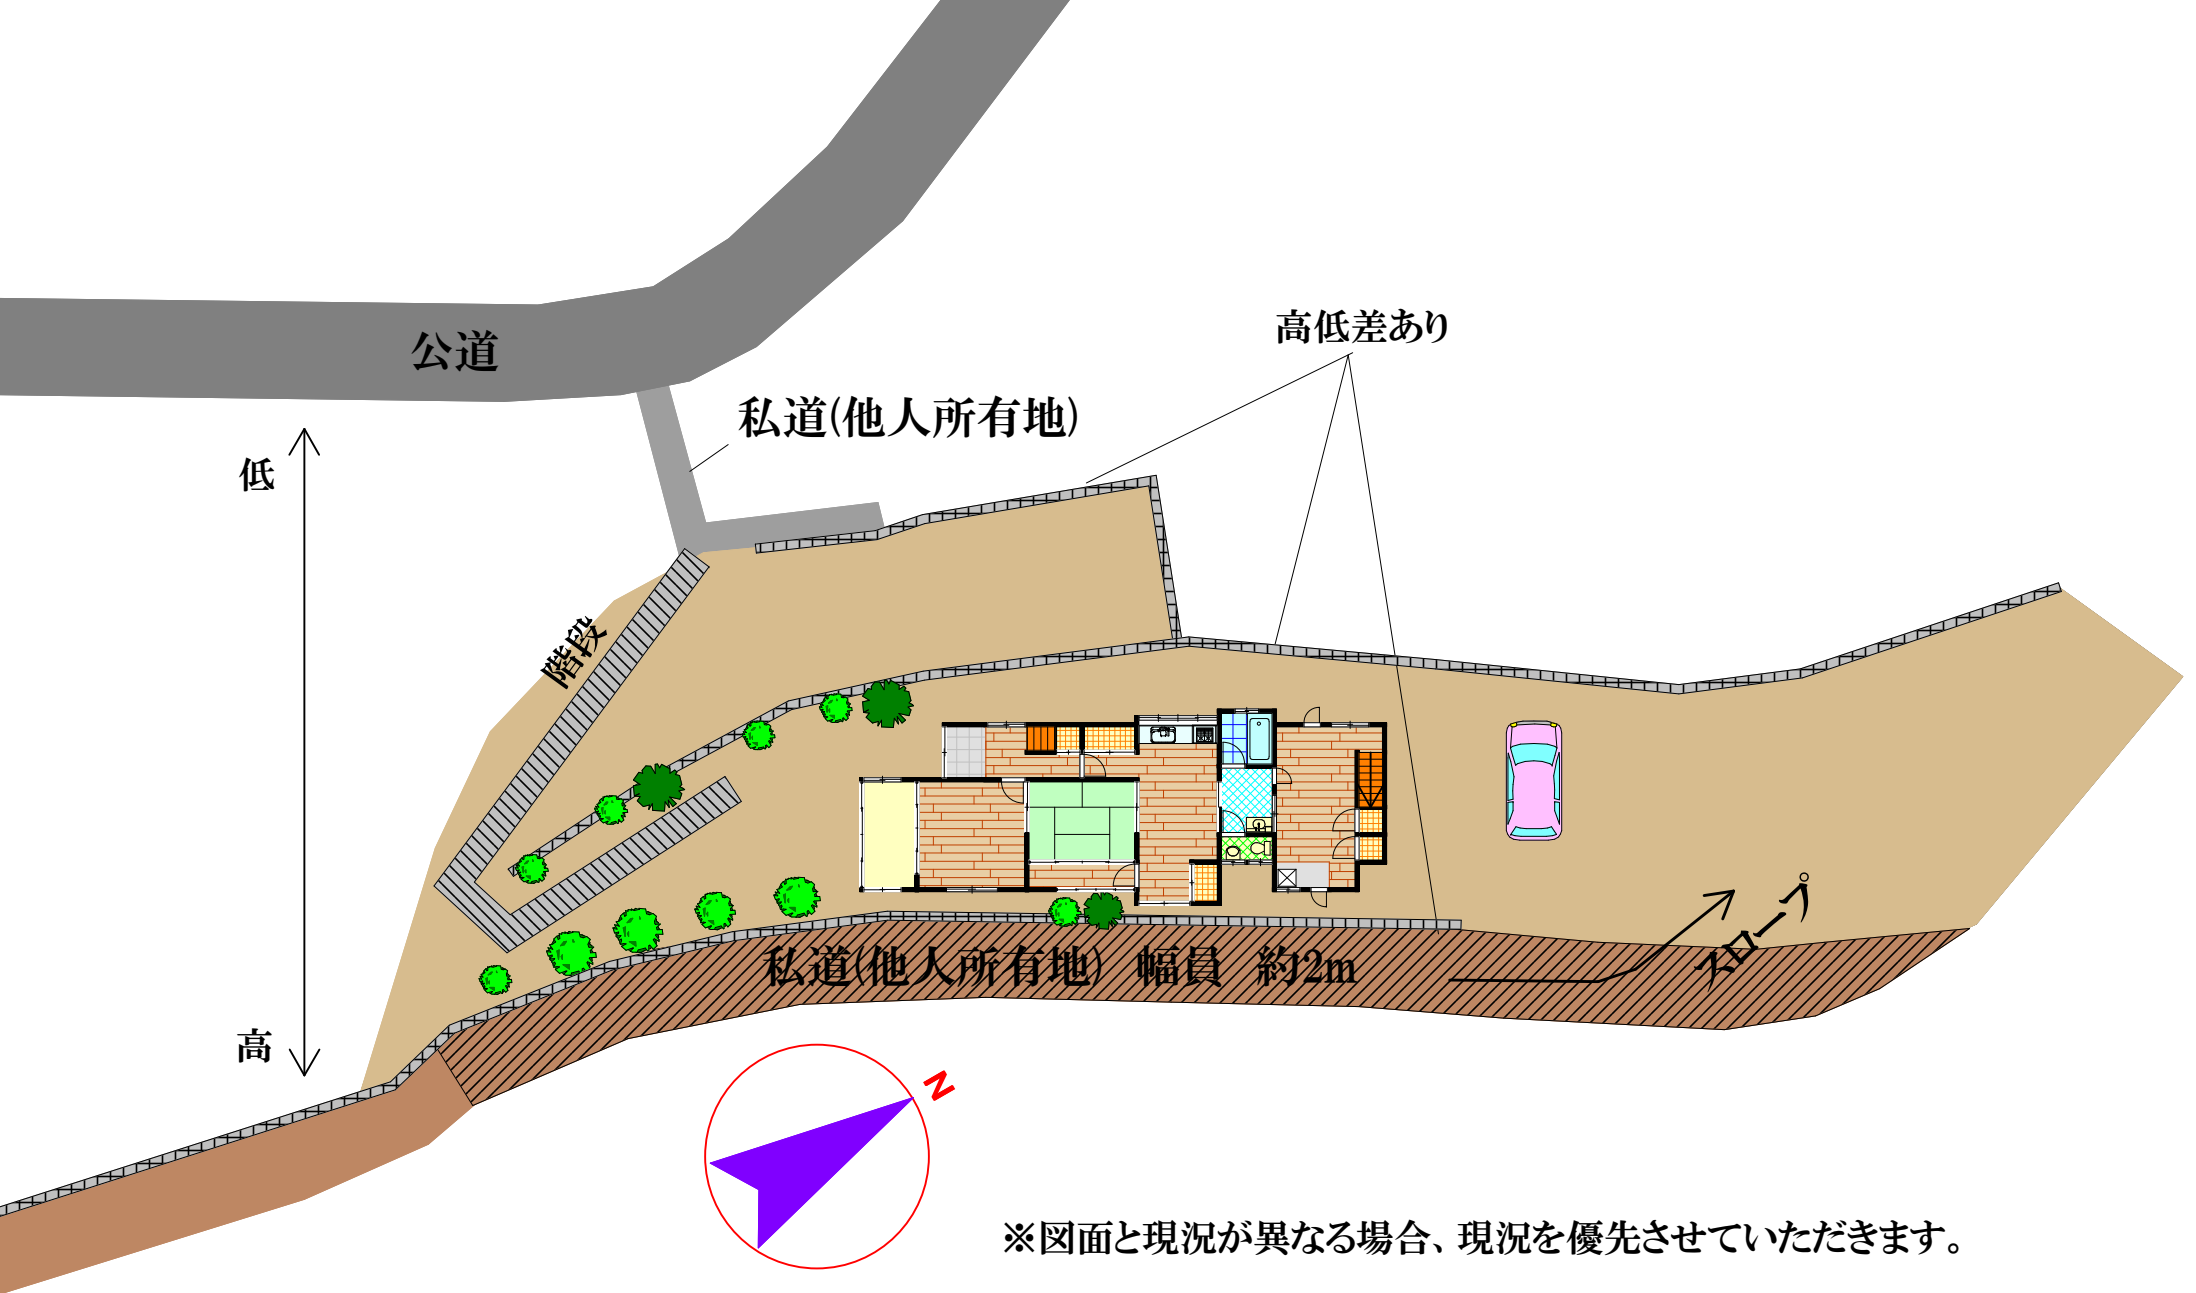 公道
高低差あり
私道(他人所有地)
低
階段
スロープ
私道(他人所有地) 幅員 約2m
高
N
※図面と現況が異なる場合、現況を優先させていただきます。